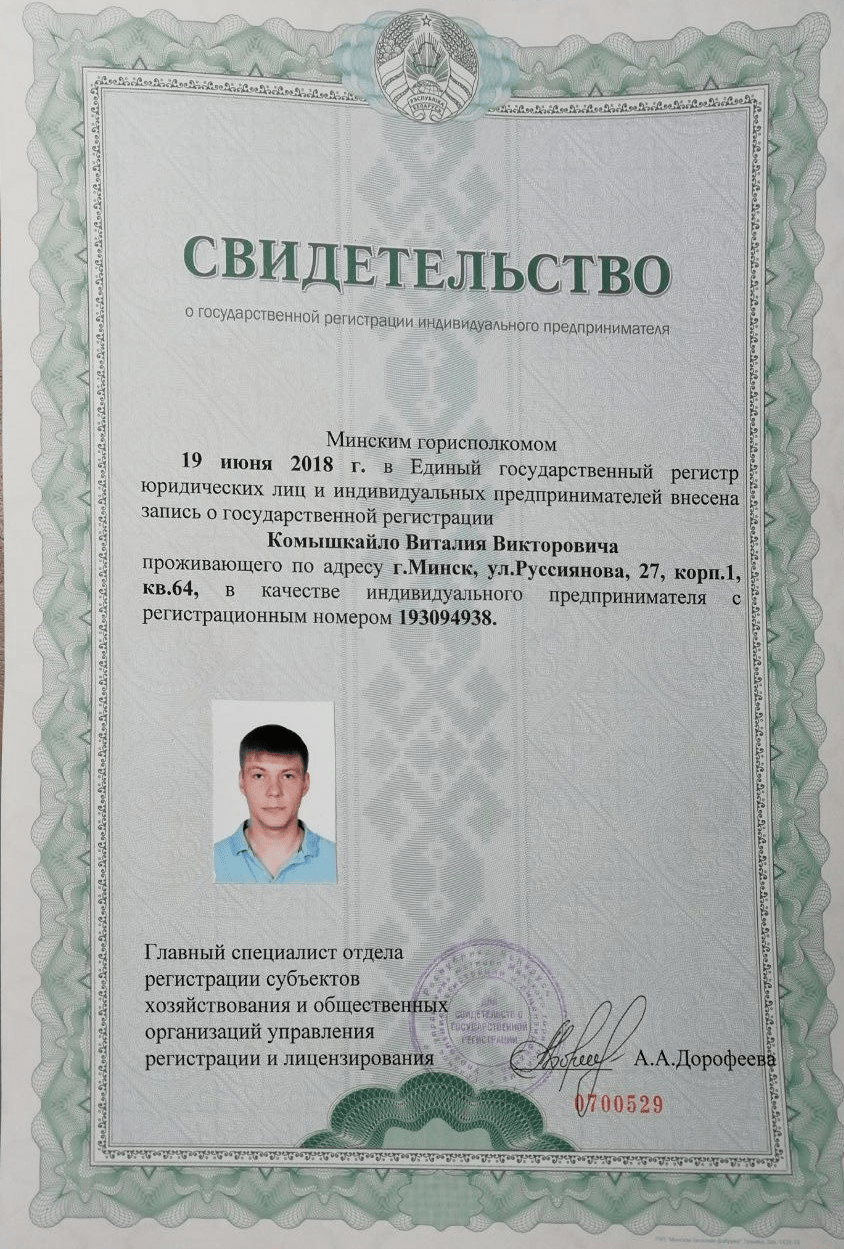 РЭСПУБЛІКА
БЕЛАРУСЬ
СВИДЕТЕЛЬСТВО
о государственной регистрации индивидуального предпринимателя
Минским горисполкомом
19 июня 2018 г. в Единый государственный регистр
юридических лиц и индивидуальных предпринимателей внесена
запись о государственной регистрации
Комышкайло Виталия Викторовича
проживающего по адресу г.Минск, ул.Руссиянова, 27, корп.1,
кв.64, в качестве индивидуального предпринимателя с
регистрационным номером 193094938.
Главный специалист отдела
регистрации субъектов
хозяйствования и общественных
организаций управления
регистрации и лицензирования
ДЛЯ
СВИДЕТЕЛЬСТВ О
ГОСУДАРСТВЕННОЙ
РЕГИСТРАЦИИ
А.А.Дорофеева
0700529